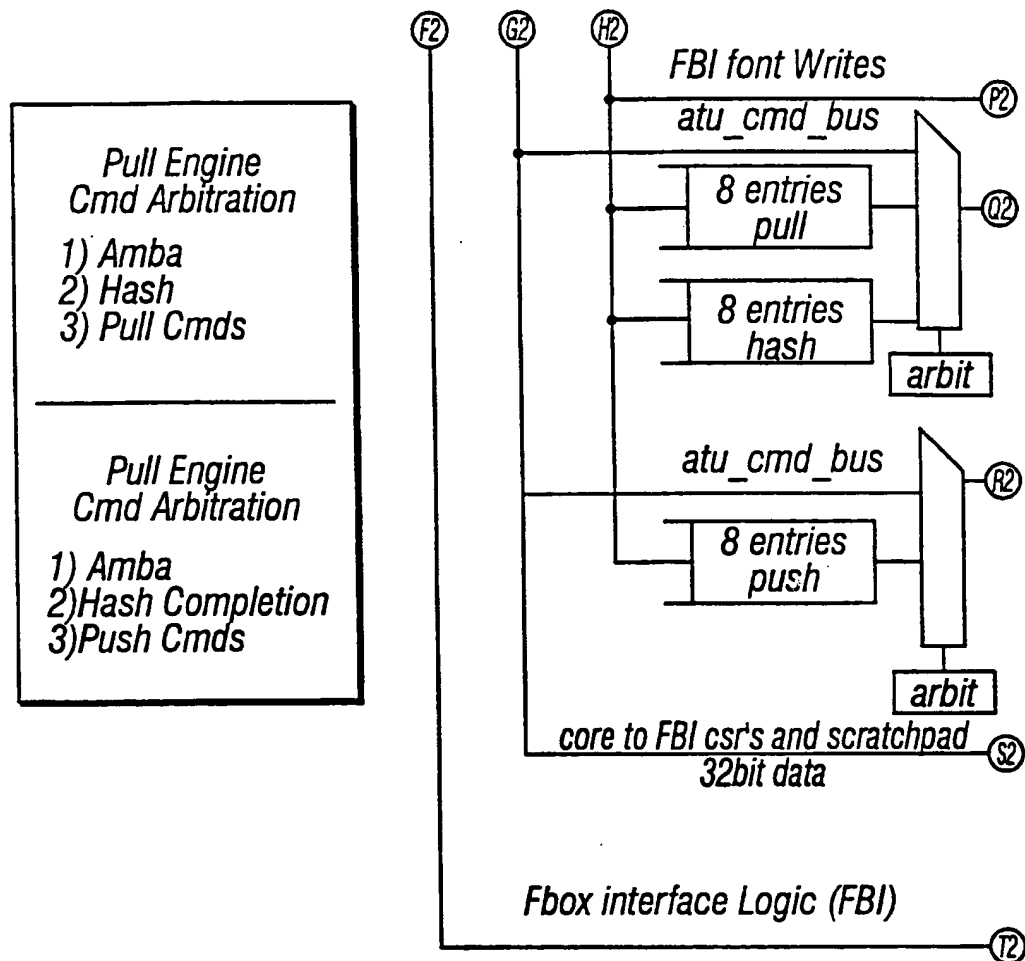 F2
G2
H2
FBI font Writes
P2
atu_cmd_bus
8 entries
pull
Q2
8 entries
hash
arbit
Pull Engine
Cmd Arbitration
1) Amba
2) Hash
3) Pull Cmds
Pull Engine
Cmd Arbitration
1) Amba
2)Hash Completion
3)Push Cmds
atu_cmd_bus
R2
8 entries
push
arbit
core to FBI csr's and scratchpad
32bit data
S2
Fbox interface Logic (FBI)
T2